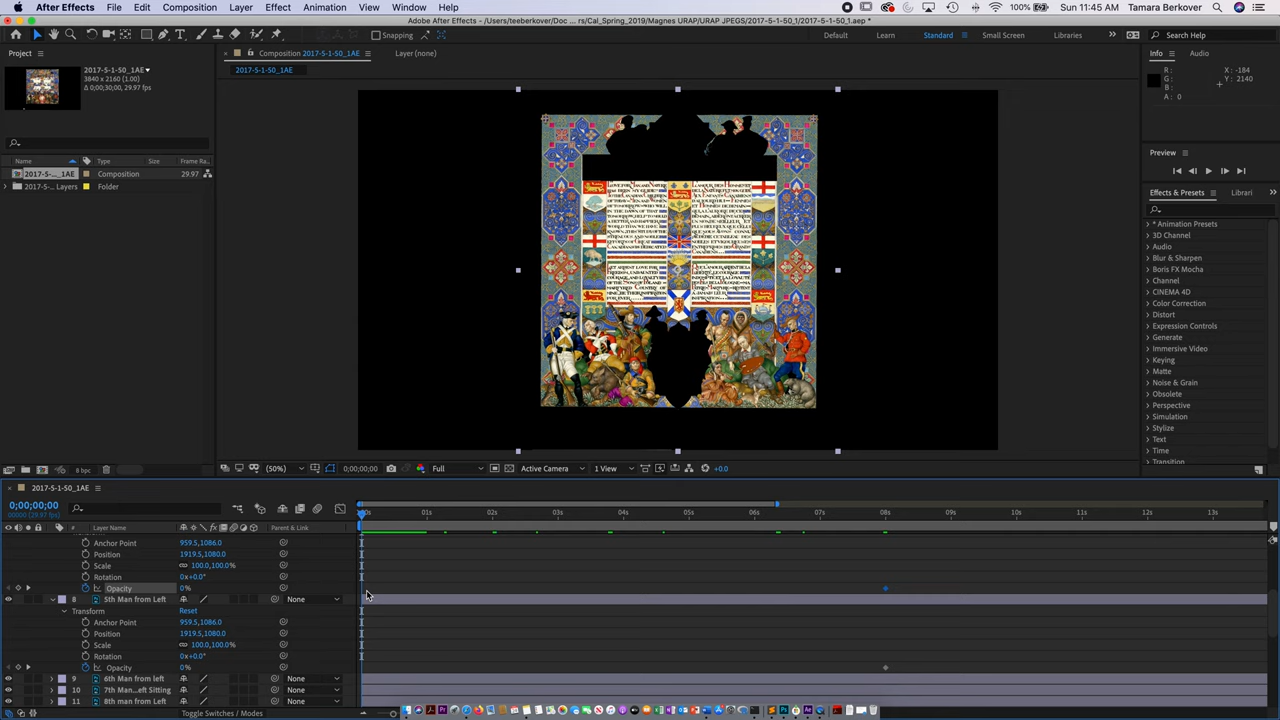 After Effects File Edit Composition Layer Effect Animation View Window Help
Sun 11:45 AM Tamara Berkover
Adobe After Effects - /Users/teeberkover/Doc rs/Cal_Spring_2019/Magnes URAP/URAP JPEGS/2017-5-1-50_1/2017-5-1-50_1.aep *
Snapping Default Learn Standard Small Screen Libraries Search Help
Project
Composition 2017-5-1-50_1AE
Layer (none)
Info Audio
2017-5-1-50_1AE
2017-5-1-50_1AE
3840 x 2160 (1.00)
Δ 0;00;30;00, 29.97 fps
R: X: -184
G: Y: 2140
B:
A: 0
Preview
Name Type Size Frame Ra...
2017-5-..._1AE Composition 29.97
2017-5-... Layers Folder
Effects & Presets Librari
* Animation Presets
3D Channel
Audio
Blur & Sharpen
Boris FX Mocha
Channel
CINEMA 4D
Color Correction
Distort
Expression Controls
Generate
Immersive Video
Keying
Matte
Noise & Grain
Obsolete
Perspective
Simulation
Stylize
Text
Time
Transition
8 bpc
(50%) 0;00;00;00 Full Active Camera 1 View +0.0
2017-5-1-50_1AE
0;00;00;00
00000 (29.97 fps)
# Layer Name Parent & Link
:00s 01s 02s 03s 04s 05s 06s 07s 08s 09s 10s 11s 12s 13s
Anchor Point 959.5,1086.0
Position 1919.5,1080.0
Scale 100.0,100.0%
Rotation 0x+0.0°
Opacity 0%
8 5th Man from Left None
Transform Reset
Anchor Point 959.5,1086.0
Position 1919.5,1080.0
Scale 100.0,100.0%
Rotation 0x+0.0°
Opacity 0%
9 6th Man from left None
10 7th Man...eft Sitting None
11 8th man from Left None
Toggle Switches / Modes